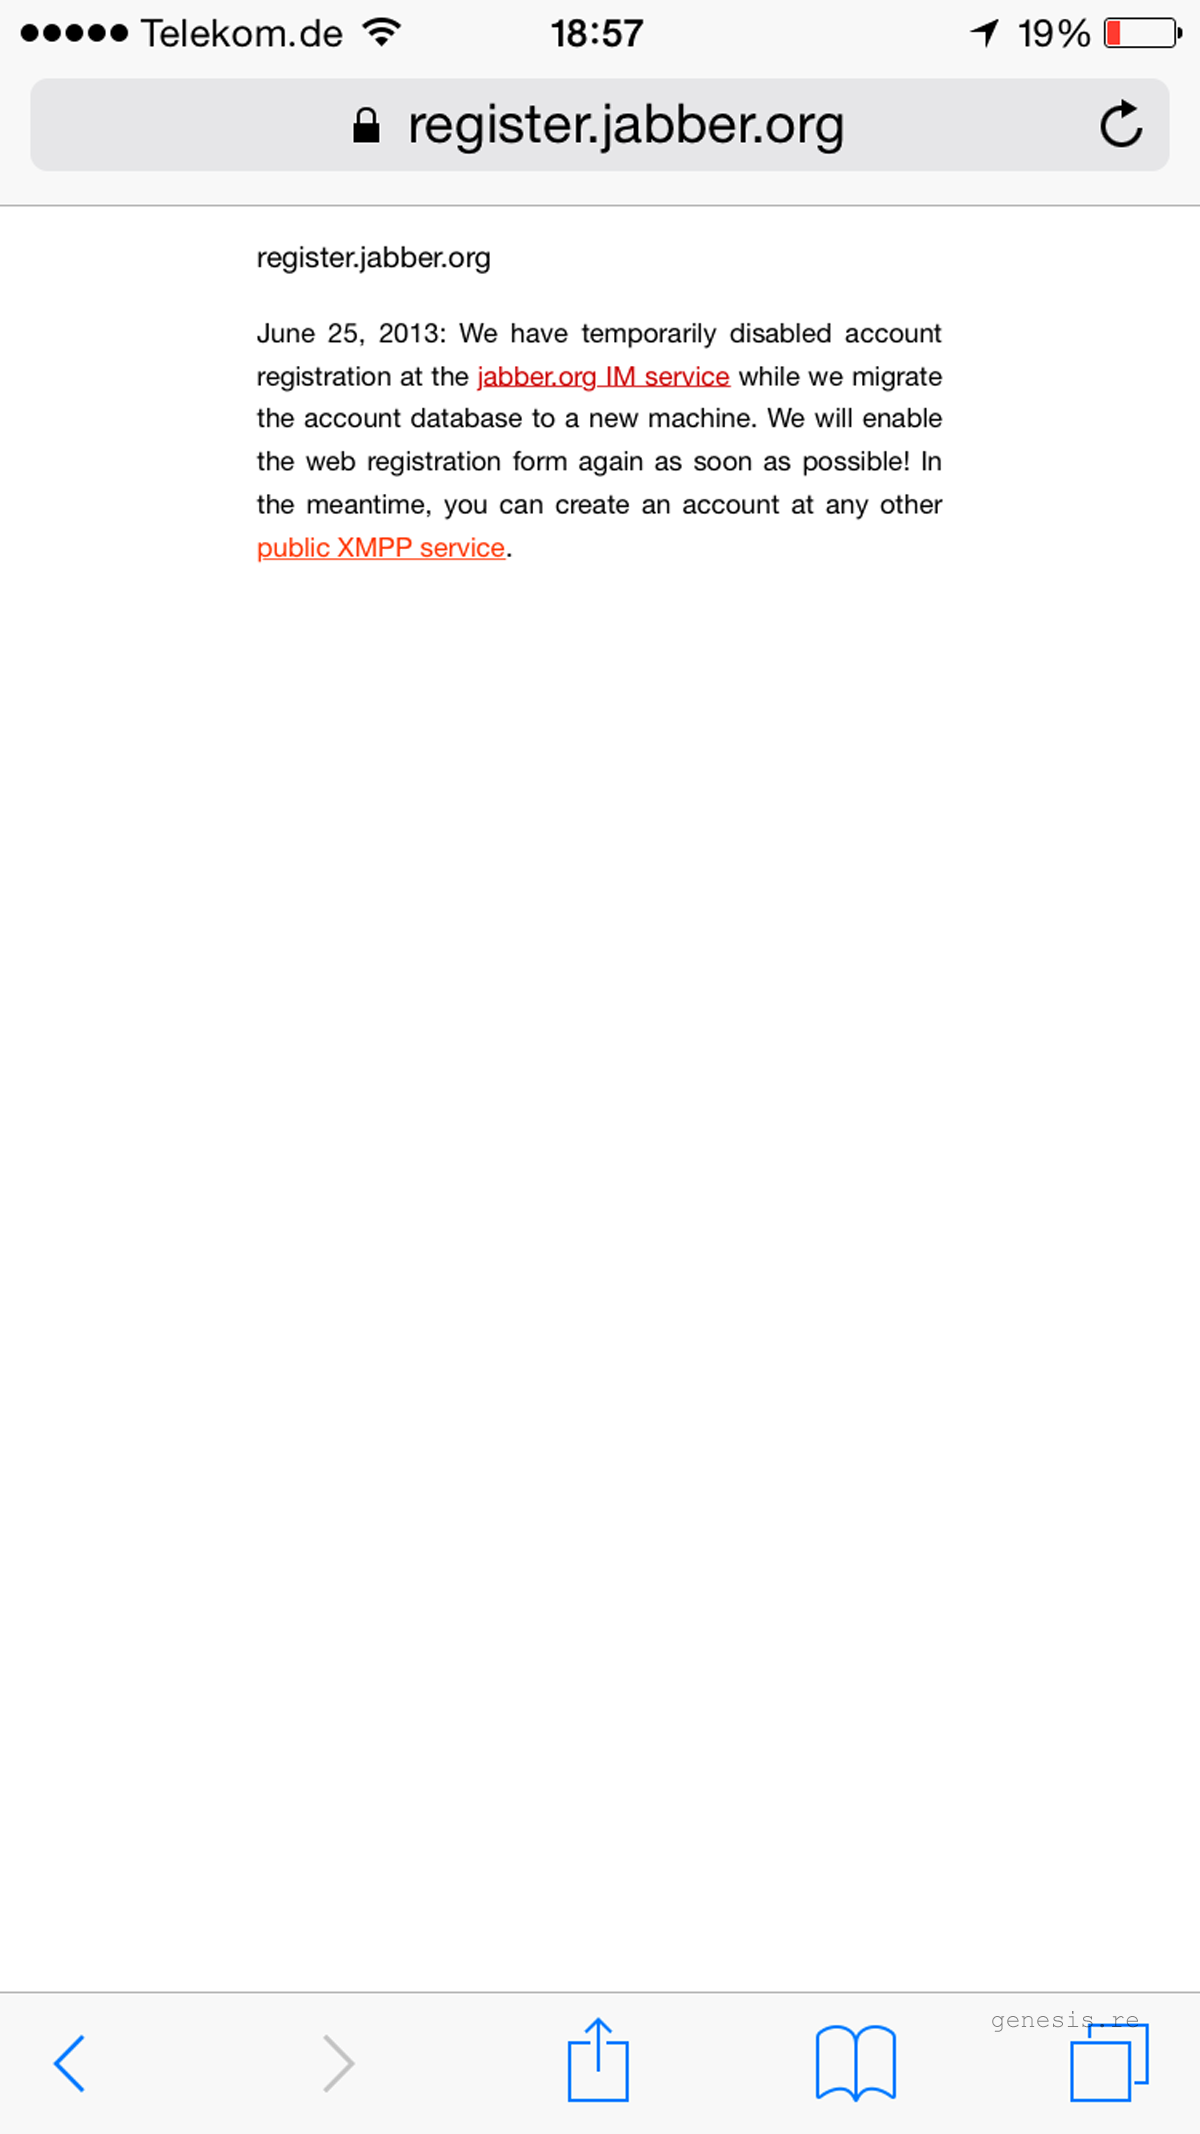 Telekom.de 18:57 19%
register.jabber.org
register.jabber.org
June 25, 2013: We have temporarily disabled account
registration at the jabber.org IM service while we migrate
the account database to a new machine. We will enable
the web registration form again as soon as possible! In
the meantime, you can create an account at any other
public XMPP service.
genesis.re